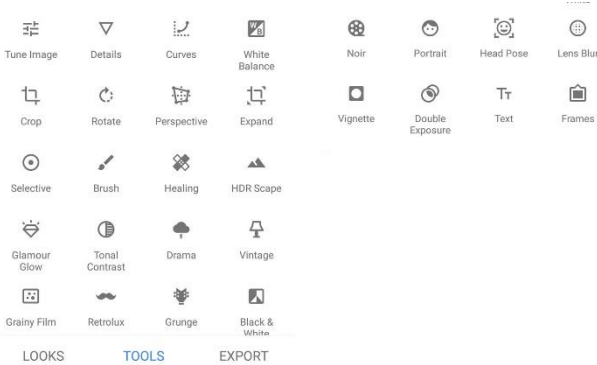 Tune Image
Details
Curves
White
Balance
Crop
Rotate
Perspective
Expand
Selective
Brush
Healing
HDR Scape
Glamour
Glow
Tonal
Contrast
Drama
Vintage
Grainy Film
Retrolux
Grunge
Black &
White
LOOKS
TOOLS
EXPORT
Noir
Portrait
Head Pose
Lens Blur
Vignette
Double
Exposure
Text
Frames